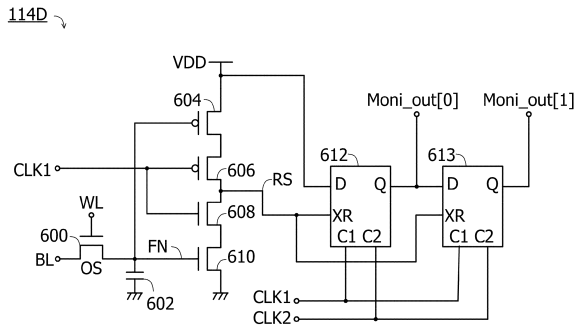 114D
VDD
604
Moni_out[0]
Moni_out[1]
CLK1
606
RS
612
613
D
Q
D
Q
XR
XR
C1
C2
C1
C2
WL
608
600
BL
OS
FN
610
602
CLK1
CLK2